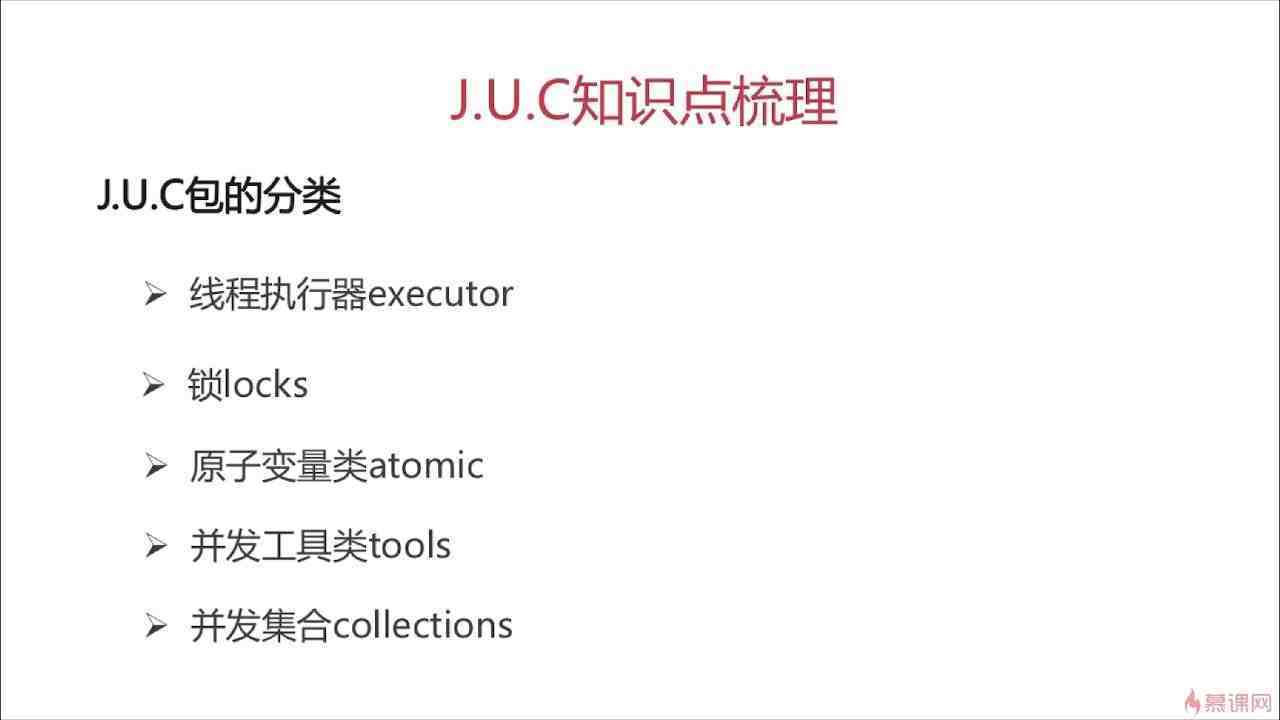 J.U.C知识点梳理
J.U.C包的分类
线程执行器executor
锁locks
原子变量类atomic
并发工具类tools
并发集合collections
慕课网